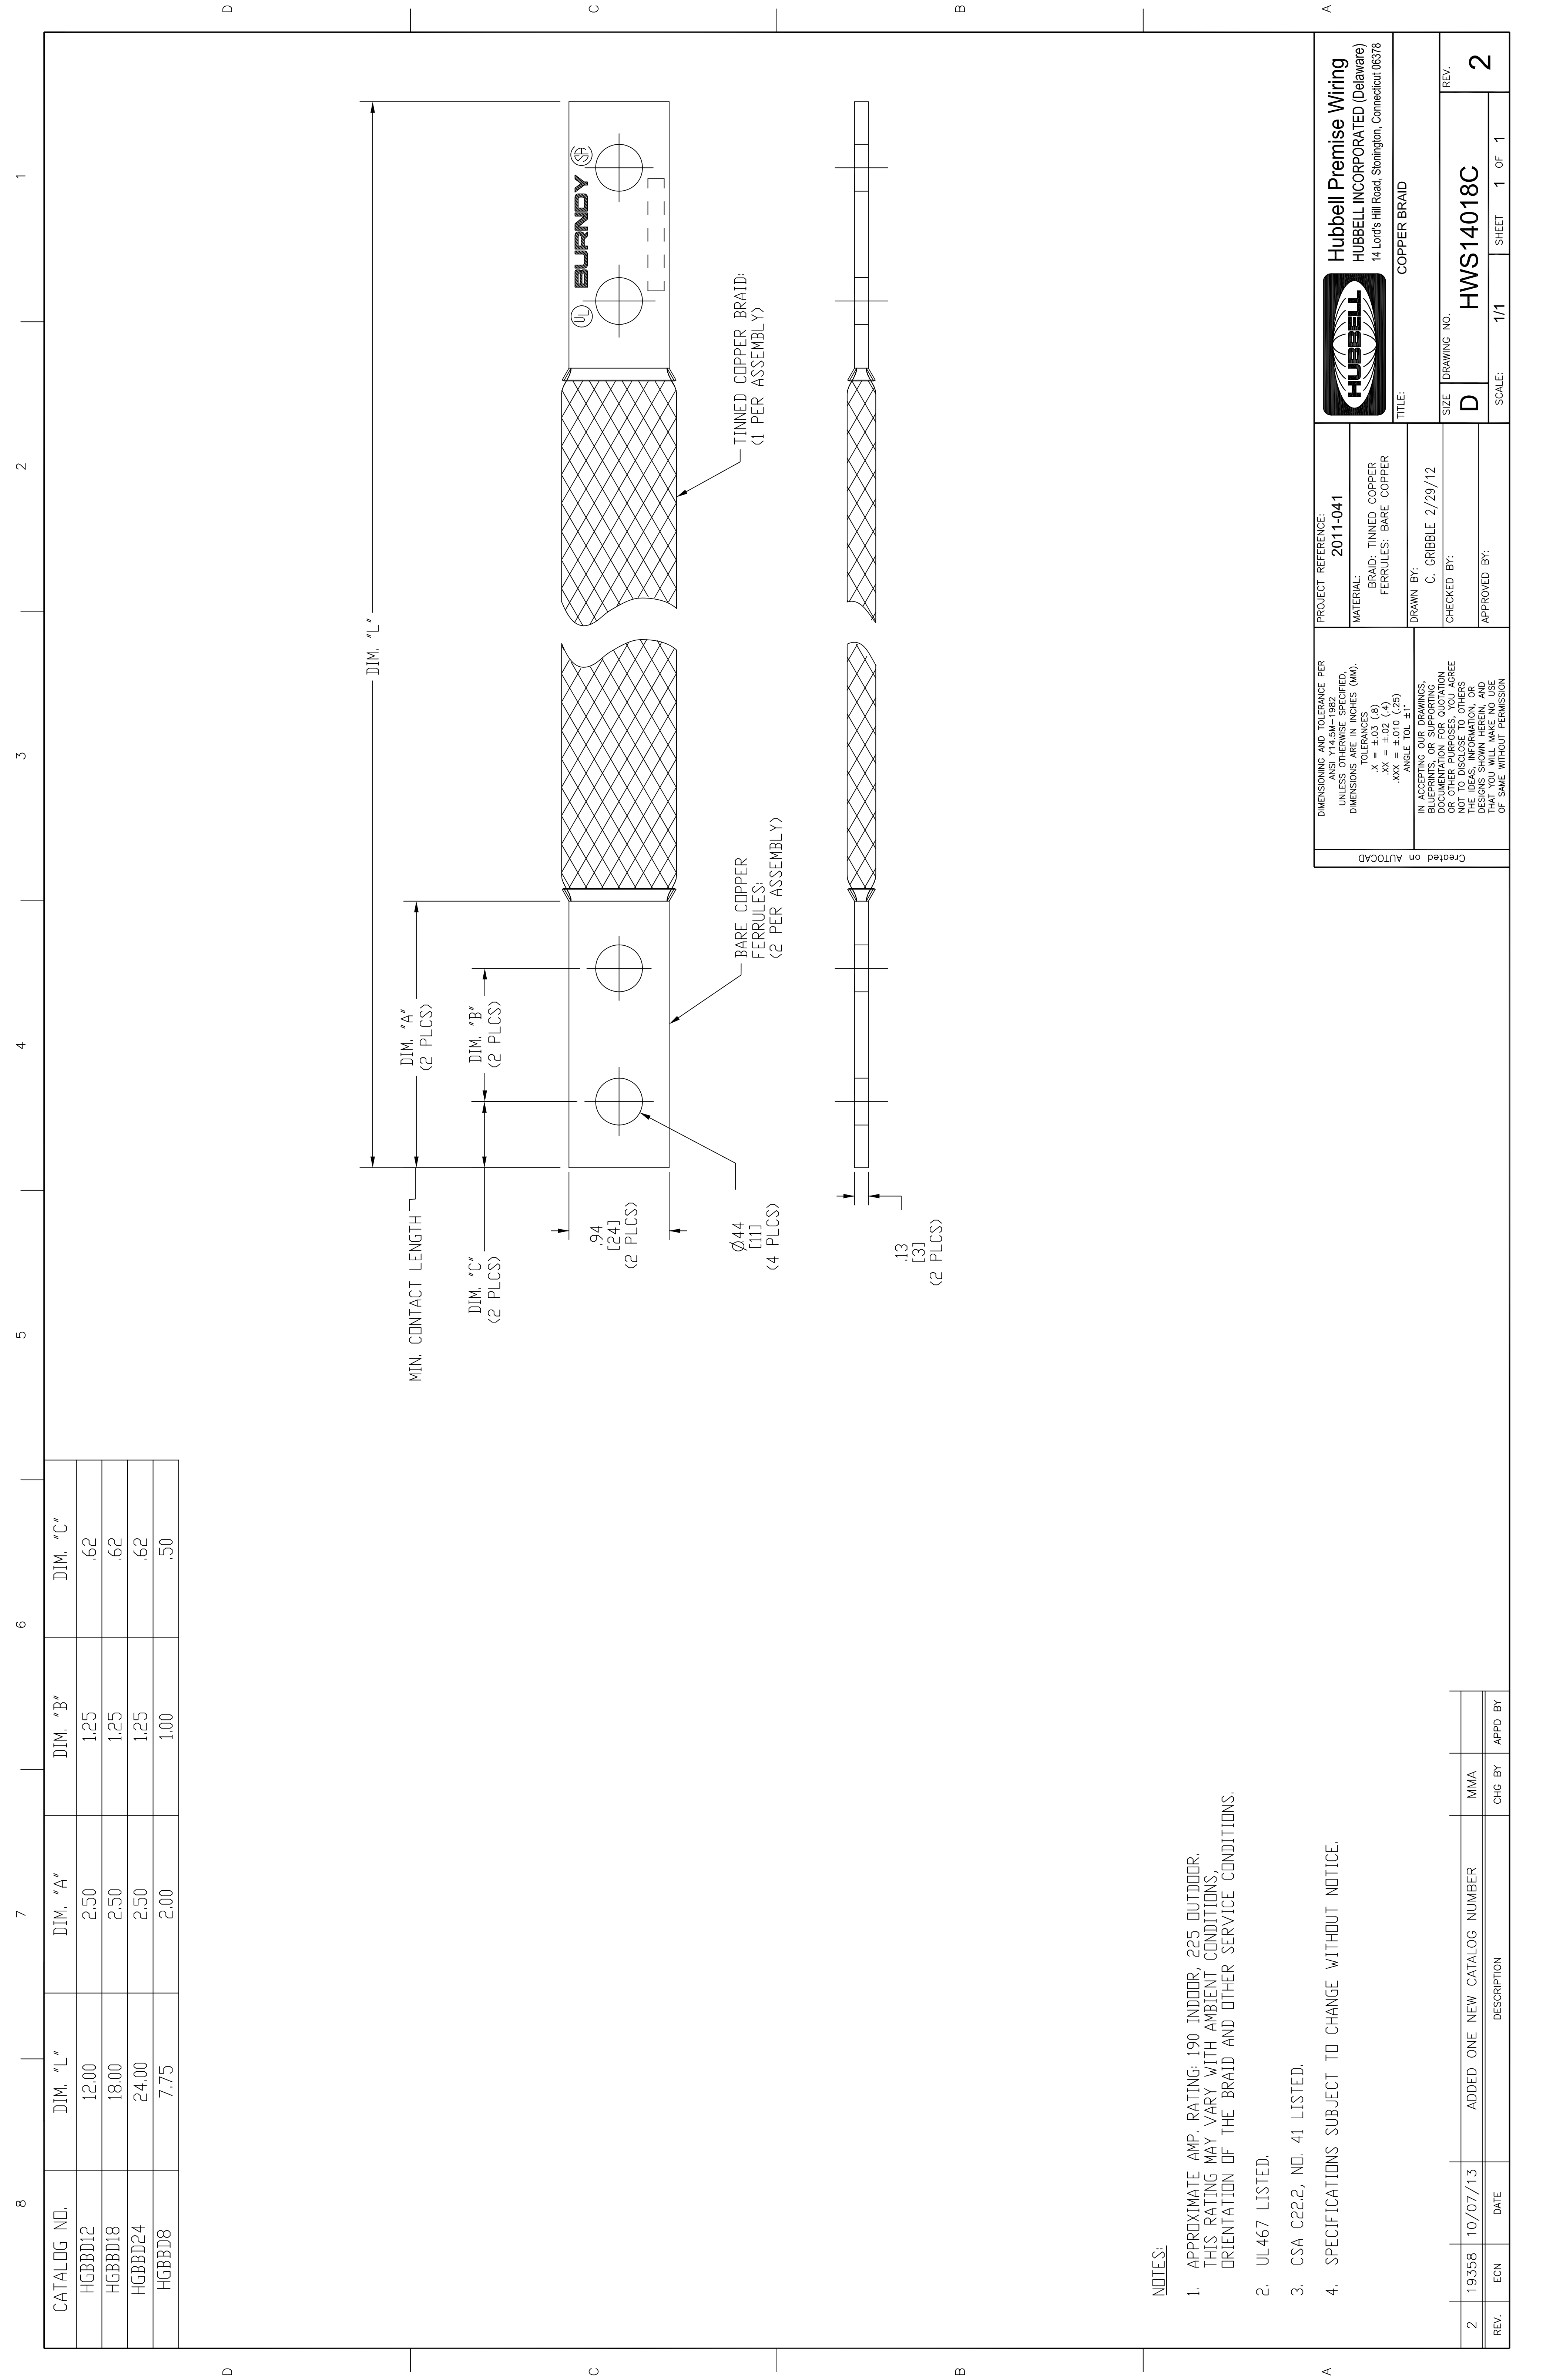 8
7
6
5
4
3
2
1
D
C
B
A
D
C
B
A
CATALOG NO. DIM. "L" DIM. "A" DIM. "B" DIM. "C"
HGBBD12 12.00 2.50 1.25 .62
HGBBD18 18.00 2.50 1.25 .62
HGBBD24 24.00 2.50 1.25 .62
HGBBD8 7.75 2.00 1.00 .50
DIM. "L"
MIN. CONTACT LENGTH
DIM. "A"
(2 PLCS)
DIM. "C"
(2 PLCS)
DIM. "B"
(2 PLCS)
UL BURNDY SA
.94
[24]
(2 PLCS)
Ø.44
[11]
(4 PLCS)
BARE COPPER
FERRULES:
(2 PER ASSEMBLY)
TINNED COPPER BRAID:
(1 PER ASSEMBLY)
.13
[3]
(2 PLCS)
NOTES:
1. APPROXIMATE AMP. RATING: 190 INDOOR, 225 OUTDOOR.
THIS RATING MAY VARY WITH AMBIENT CONDITIONS,
ORIENTATION OF THE BRAID AND OTHER SERVICE CONDITIONS.
2. UL467 LISTED.
3. CSA C22.2, NO. 41 LISTED.
4. SPECIFICATIONS SUBJECT TO CHANGE WITHOUT NOTICE.
2 19358 10/07/13 ADDED ONE NEW CATALOG NUMBER MMA
REV. ECN DATE DESCRIPTION CHG BY APPD BY
Created on AUTOCAD
DIMENSIONING AND TOLERANCE PER
ANSI Y14.5M-1982
UNLESS OTHERWISE SPECIFIED,
DIMENSIONS ARE IN INCHES (MM).
TOLERANCES
.X = ±.03 (.8)
.XX = ±.02 (.4)
.XXX = ±.010 (.25)
ANGLE TOL ±1°
IN ACCEPTING OUR DRAWINGS,
BLUEPRINTS, OR SUPPORTING
DOCUMENTATION FOR QUOTATION
OR OTHER PURPOSES, YOU AGREE
NOT TO DISCLOSE TO OTHERS
THE IDEAS, INFORMATION, OR
DESIGNS SHOWN HEREIN, AND
THAT YOU WILL MAKE NO USE
OF SAME WITHOUT PERMISSION
PROJECT REFERENCE:
2011-041
MATERIAL:
BRAID: TINNED COPPER
FERRULES: BARE COPPER
DRAWN BY:
C. GRIBBLE 2/29/12
CHECKED BY:
APPROVED BY:
HUBBELL
Hubbell Premise Wiring
HUBBELL INCORPORATED (Delaware)
14 Lord's Hill Road, Stonington, Connecticut 06378
TITLE:
COPPER BRAID
SIZE DRAWING NO. REV.
D HWS14018C 2
SCALE: 1/1 SHEET 1 OF 1